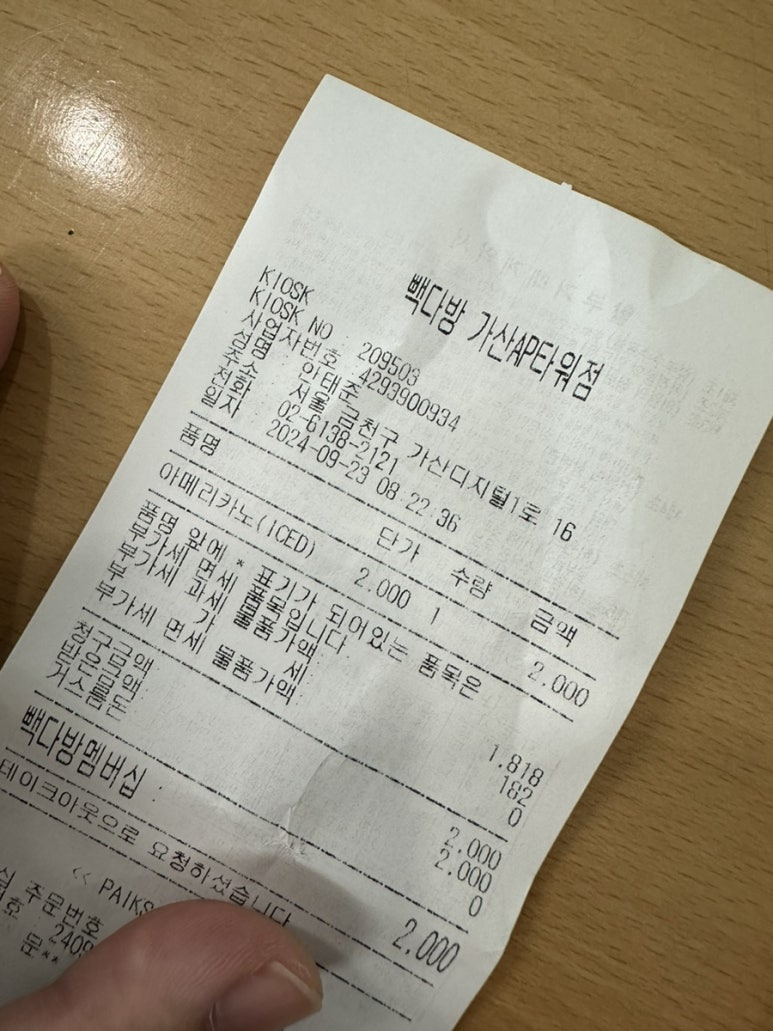 빽다방 가산AP타워점
KIOSK
KIOSK NO : 209503
사업자번호 : 4293900934
성명 : 안태준
주소 : 서울 금천구 가산디지털1로 16
전화 : 02-6138-2121
일자 : 2024-09-23 08:22:36
품명 단가 수량 금액
아메리카노(ICED) 2.000 1 2.000
품명 앞에 * 표기가 되어있는 품목은
부가세 면세 품목입니다
부가세 과세 물품가액 1.818
부 가 세 182
부가세 면세 물품가액 0
청구금액 2.000
받은금액 2.000
거스름돈 0
빽다방멤버십 : 2.000
테이크아웃으로 요청하셨습니다
<< PAIKS
주문번호
2409
문**